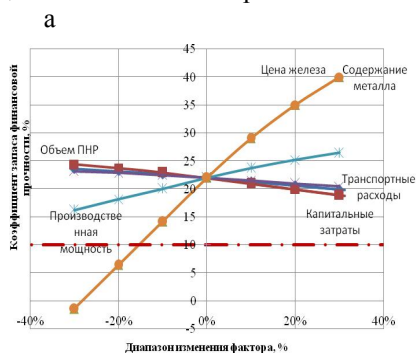 а
45
40
35
30
25
20
15
10
5
0
-5
Цена железа
Содержание
металла
Объем ПНР
Транспортные
расходы
Производстве
нная
мощность
Капитальные
затраты
-40%
-20%
0%
20%
40%
Коэффициент запаса финансовой
прочности, %
Диапазон изменения фактора, %